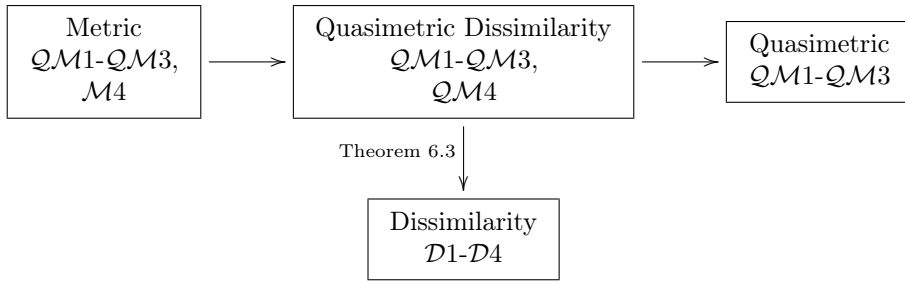 Metric
𝒬ℳ1-𝒬ℳ3,
ℳ4
Quasimetric Dissimilarity
𝒬ℳ1-𝒬ℳ3,
𝒬ℳ4
Quasimetric
𝒬ℳ1-𝒬ℳ3
Theorem 6.3
Dissimilarity
𝒟1-𝒟4